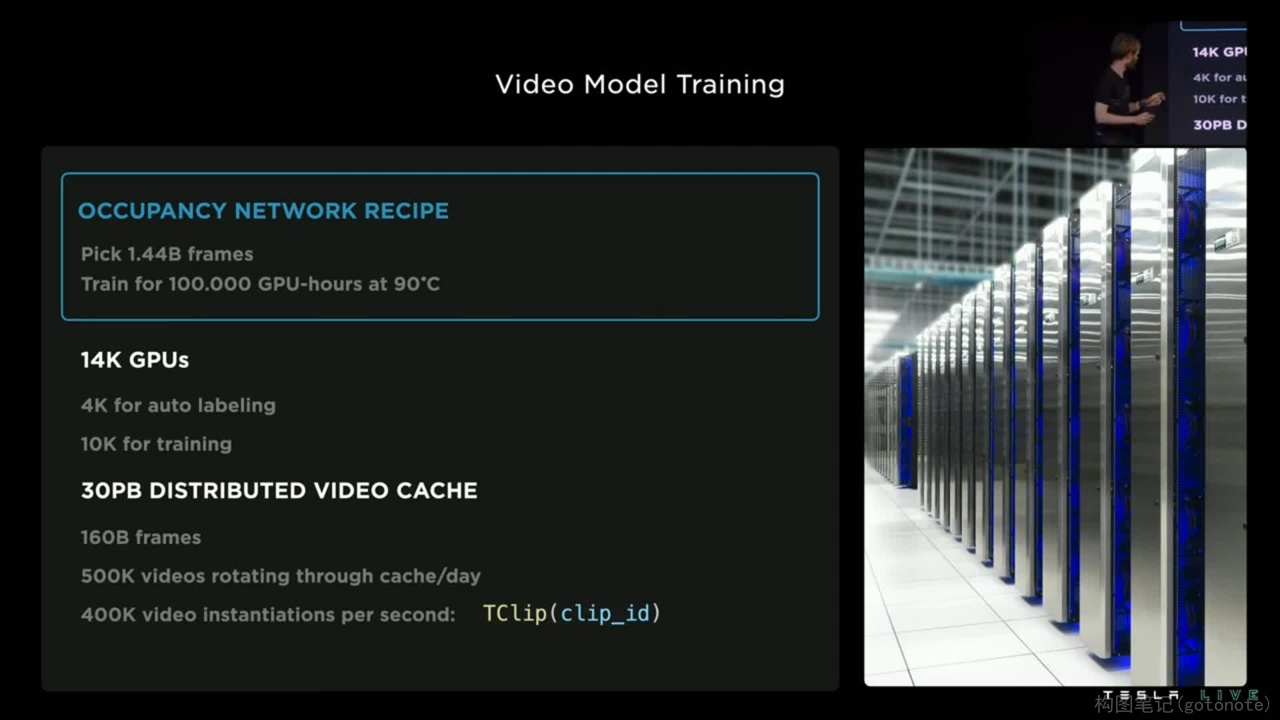 Video Model Training
14K GPU
4K for au
10K for t
30PB D
OCCUPANCY NETWORK RECIPE
Pick 1.44B frames
Train for 100.000 GPU-hours at 90°C
14K GPUs
4K for auto labeling
10K for training
30PB DISTRIBUTED VIDEO CACHE
160B frames
500K videos rotating through cache/day
400K video instantiations per second: TClip(clip_id)
TESLA LIVE
构图笔记(gotonote)